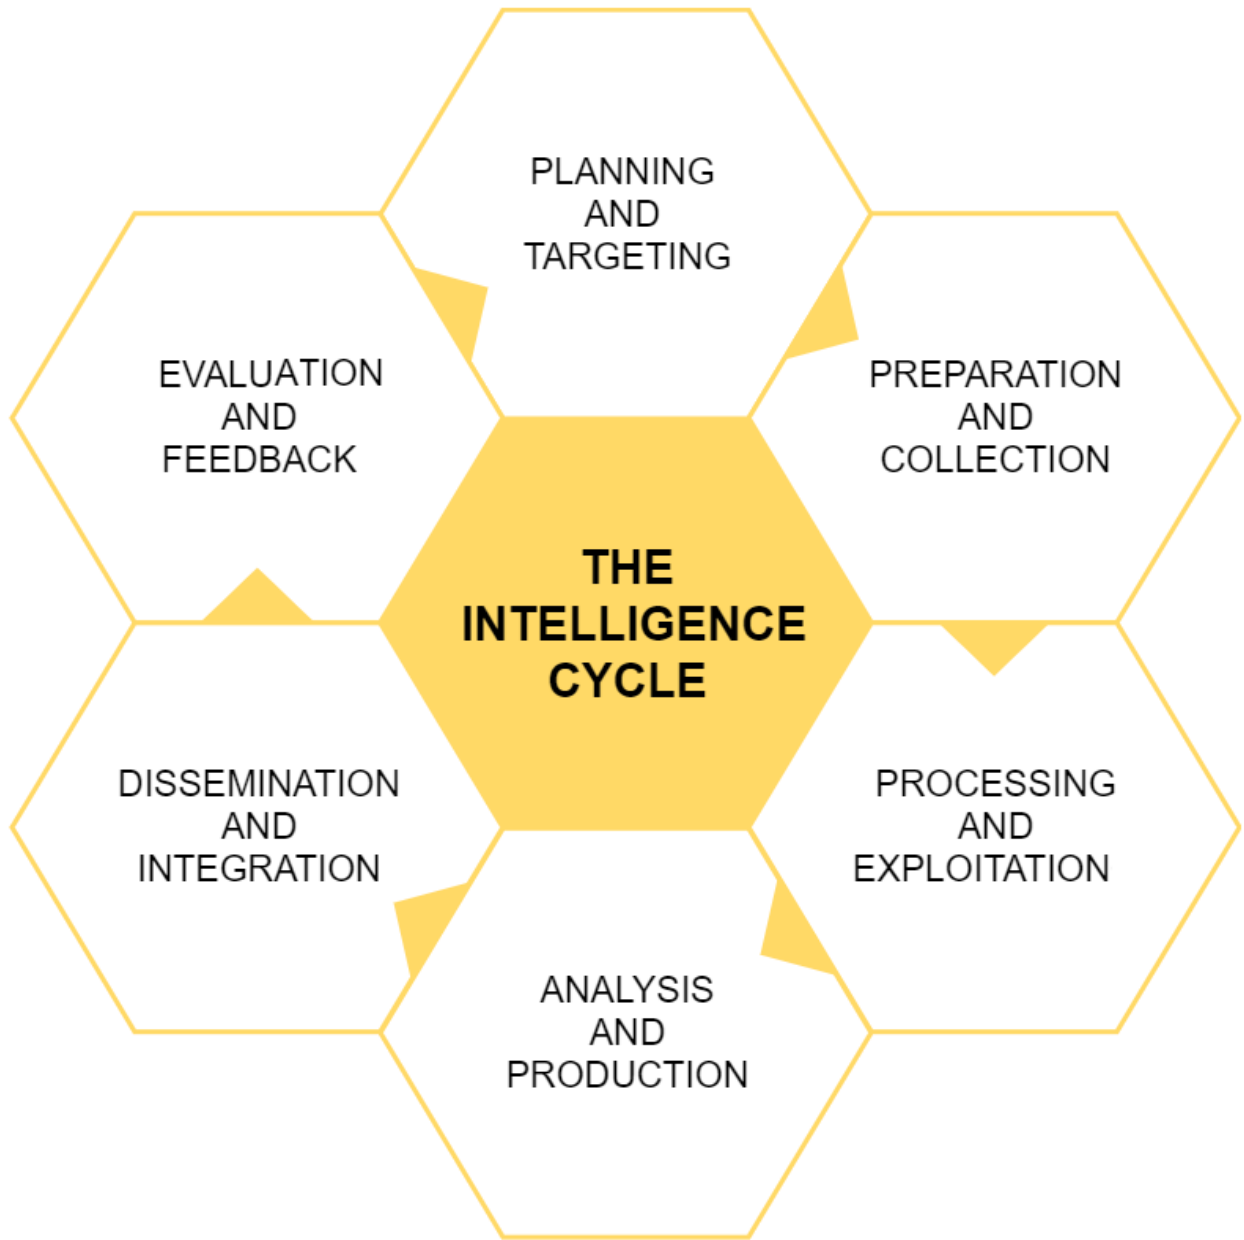 PLANNING
AND
TARGETING
PREPARATION
AND
COLLECTION
PROCESSING
AND
EXPLOITATION
ANALYSIS
AND
PRODUCTION
DISSEMINATION
AND
INTEGRATION
EVALUATION
AND
FEEDBACK
THE
INTELLIGENCE
CYCLE